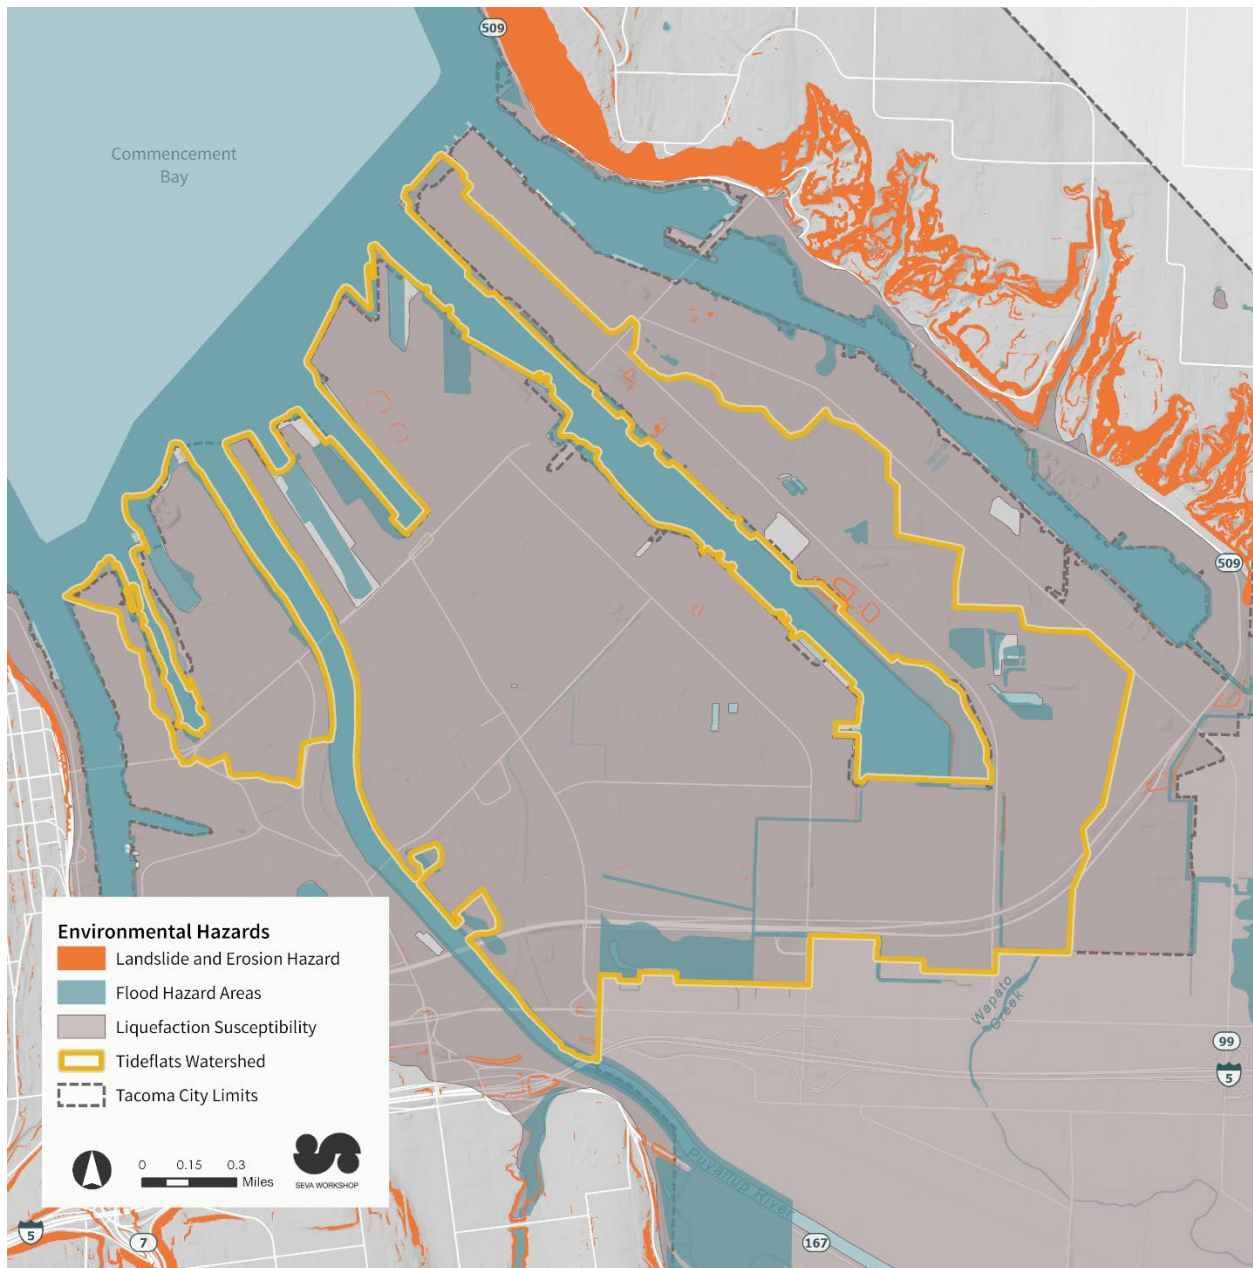 509
Commencement
Bay
509
Environmental Hazards
Landslide and Erosion Hazard
Flood Hazard Areas
Liquefaction Susceptibility
Tideflats Watershed
Tacoma City Limits
0 0.15 0.3
Miles
SEVA WORKSHOP
Wapato
Creek
99
5
Puyallup River
5
7
167